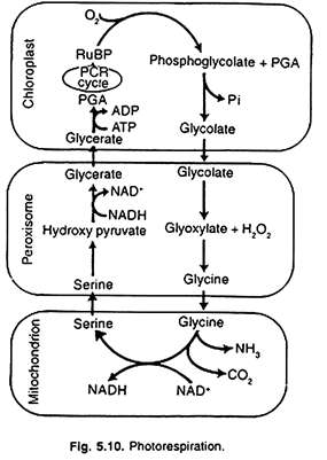 Chloroplast
O₂
RuBP
PCR
cycle
PGA
ADP
ATP
Glycerate
Phosphoglycolate + PGA
Pi
Glycolate
Peroxisome
Glycerate
NAD⁺
NADH
Hydroxy pyruvate
Serine
Glycolate
Glyoxylate + H₂O₂
Glycine
Mitochondrion
Serine
Glycine
NH₃
CO₂
NADH
NAD⁺
Fig. 5.10. Photorespiration.